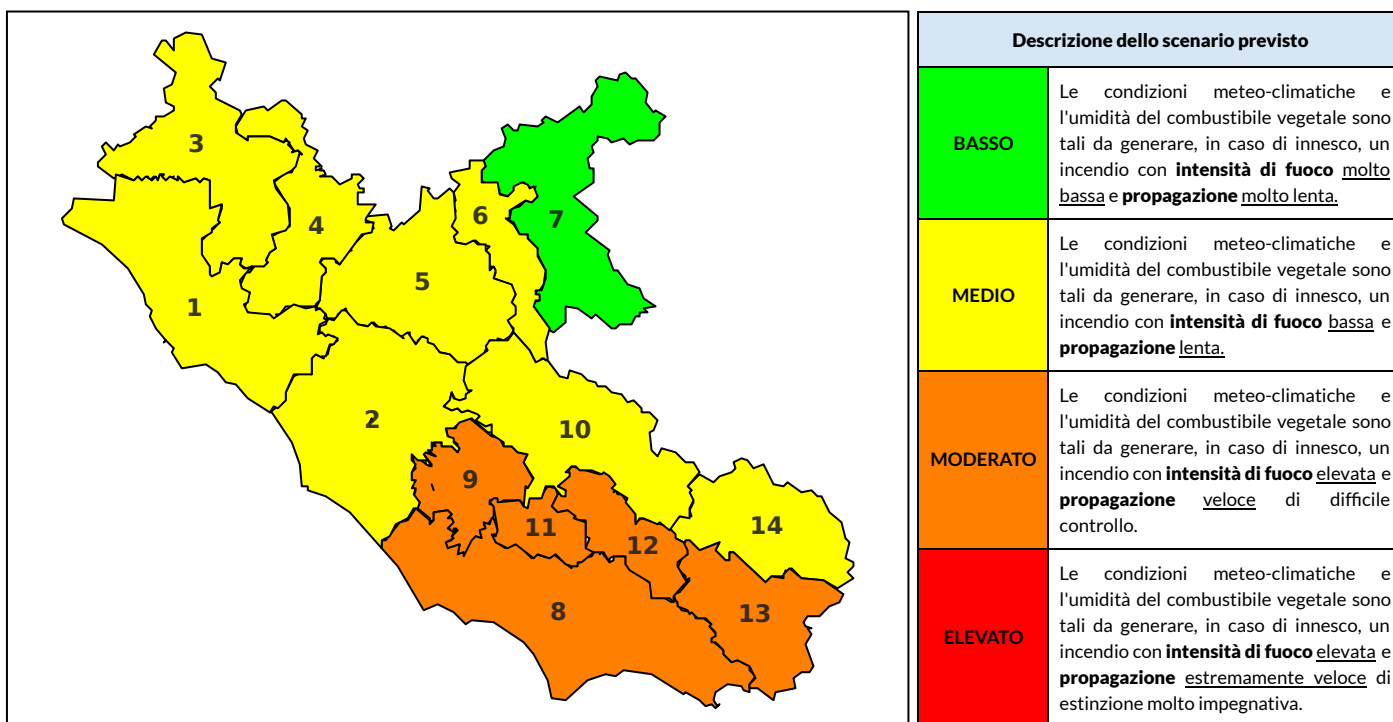 3
4
6
7
5
1
2
10
9
11
12
14
8
13
Descrizione dello scenario previsto
BASSO
Le condizioni meteo-climatiche e
l'umidità del combustibile vegetale sono
tali da generare, in caso di innesco, un
incendio con intensità di fuoco molto
bassa e propagazione molto lenta.
MEDIO
Le condizioni meteo-climatiche e
l'umidità del combustibile vegetale sono
tali da generare, in caso di innesco, un
incendio con intensità di fuoco bassa e
propagazione lenta.
MODERATO
Le condizioni meteo-climatiche e
l'umidità del combustibile vegetale sono
tali da generare, in caso di innesco, un
incendio con intensità di fuoco elevata e
propagazione veloce di difficile
controllo.
ELEVATO
Le condizioni meteo-climatiche e
l'umidità del combustibile vegetale sono
tali da generare, in caso di innesco, un
incendio con intensità di fuoco elevata e
propagazione estremamente veloce di
estinzione molto impegnativa.